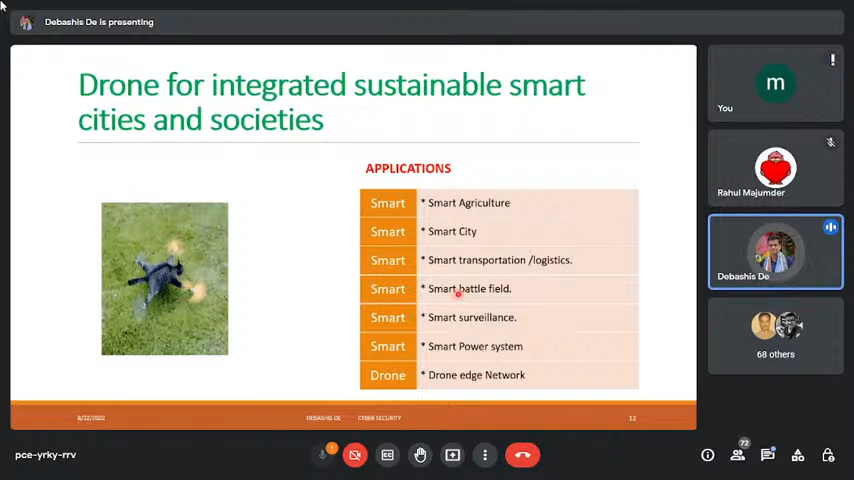 Debashis De is presenting
Drone for integrated sustainable smart
cities and societies
APPLICATIONS
Smart * Smart Agriculture
Smart * Smart City
Smart * Smart transportation /logistics.
Smart * Smart battle field.
Smart * Smart surveillance.
Smart * Smart Power system
Drone * Drone edge Network
8/22/2022 DEBASHIS DE CYBER SECURITY 12
m
You
Rahul Majumder
Debashis De
68 others
pce-yrky-rrv
72